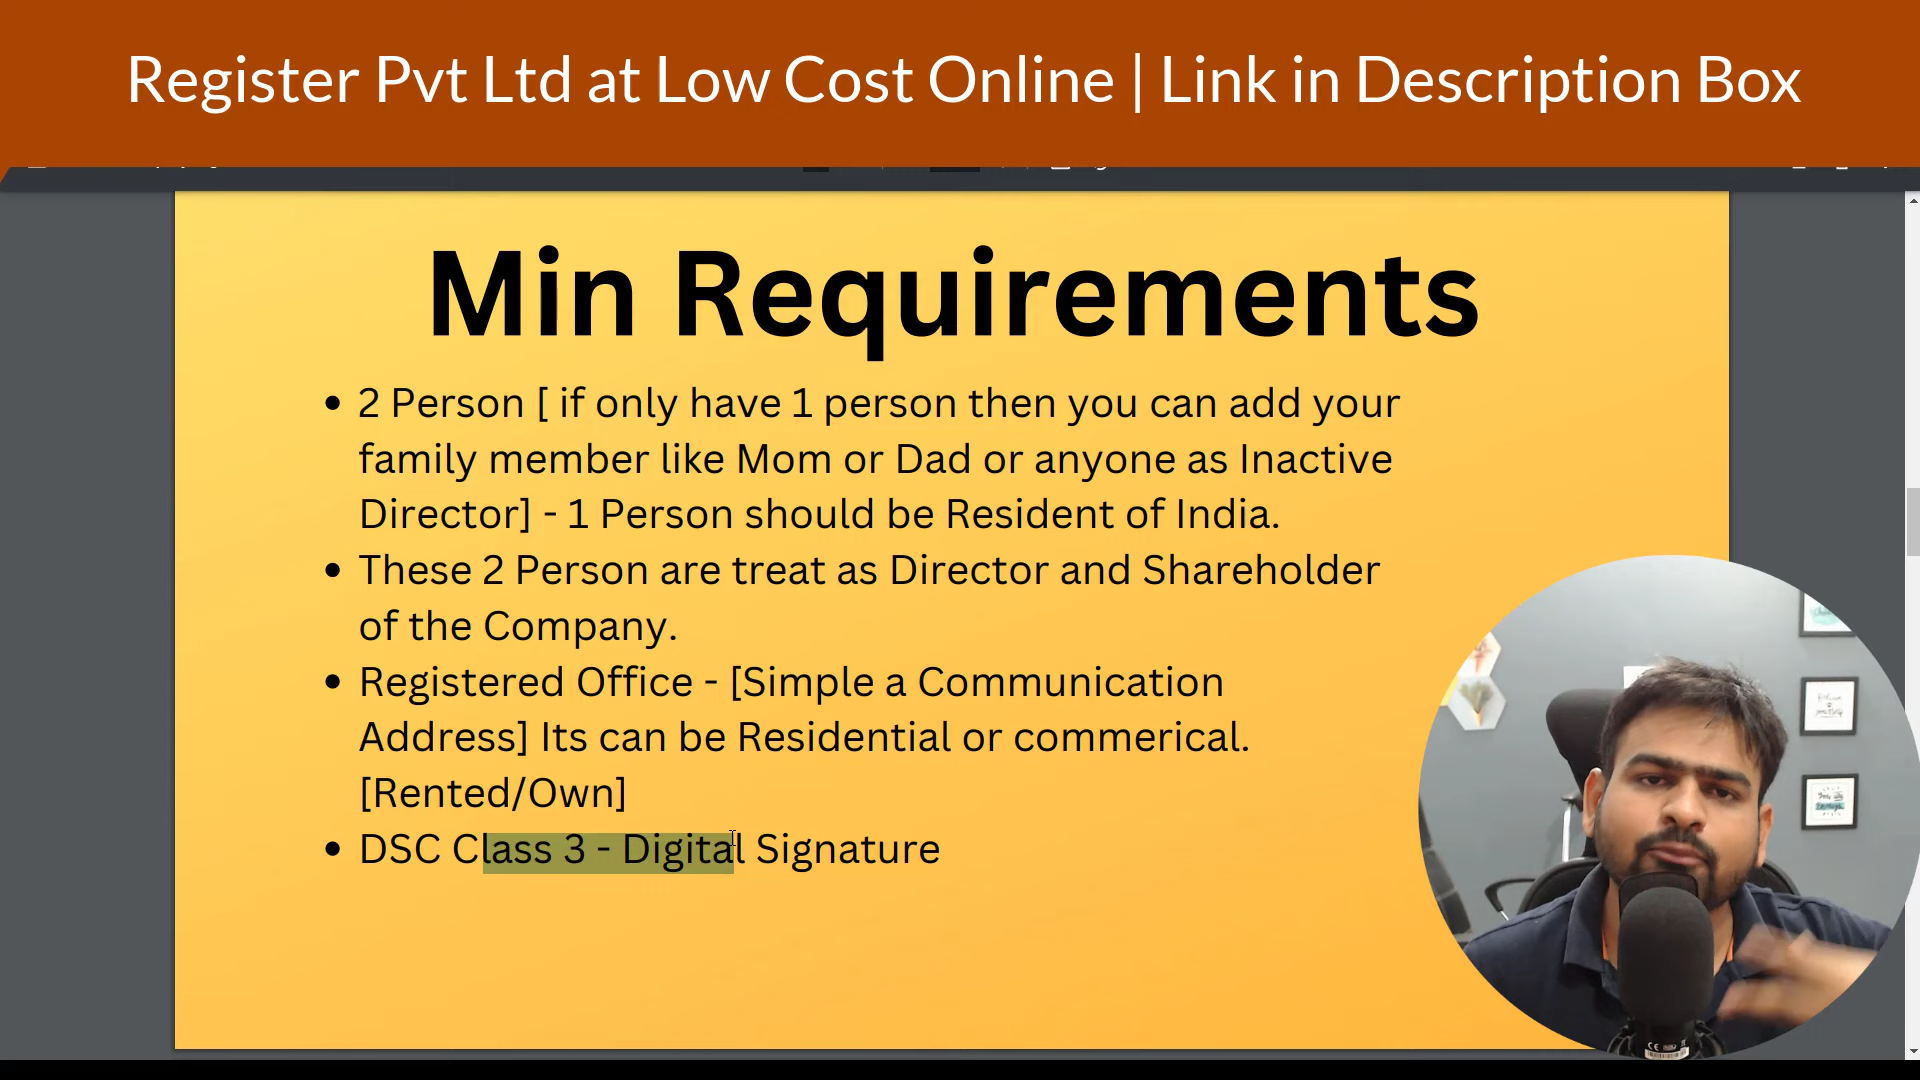 Register Pvt Ltd at Low Cost Online | Link in Description Box
Min Requirements
• 2 Person [ if only have 1 person then you can add your
family member like Mom or Dad or anyone as Inactive
Director] - 1 Person should be Resident of India.
• These 2 Person are treat as Director and Shareholder
of the Company.
• Registered Office - [Simple a Communication
Address] Its can be Residential or commerical.
[Rented/Own]
• DSC Class 3 - Digital Signature